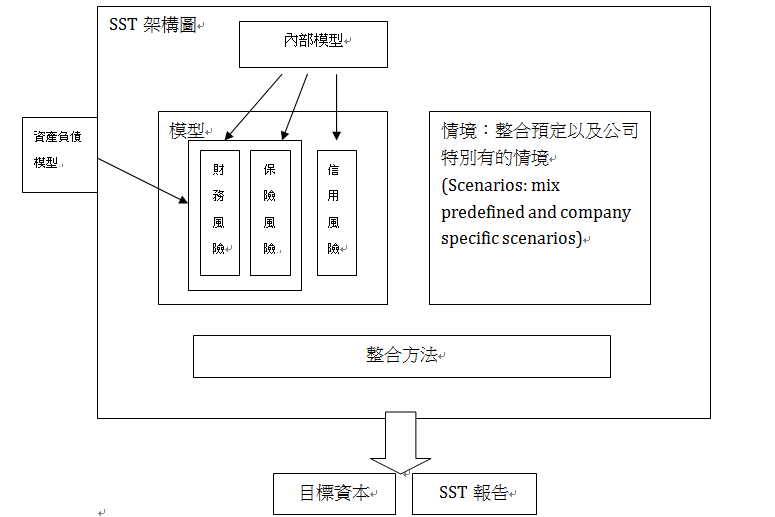 SST 架構圖
內部模型
資產負債
模型
模型
財務風險
保險風險
信用風險
情境：整合預定以及公司
特別有的情境
(Scenarios: mix
predefined and company
specific scenarios)
整合方法
目標資本
SST 報告